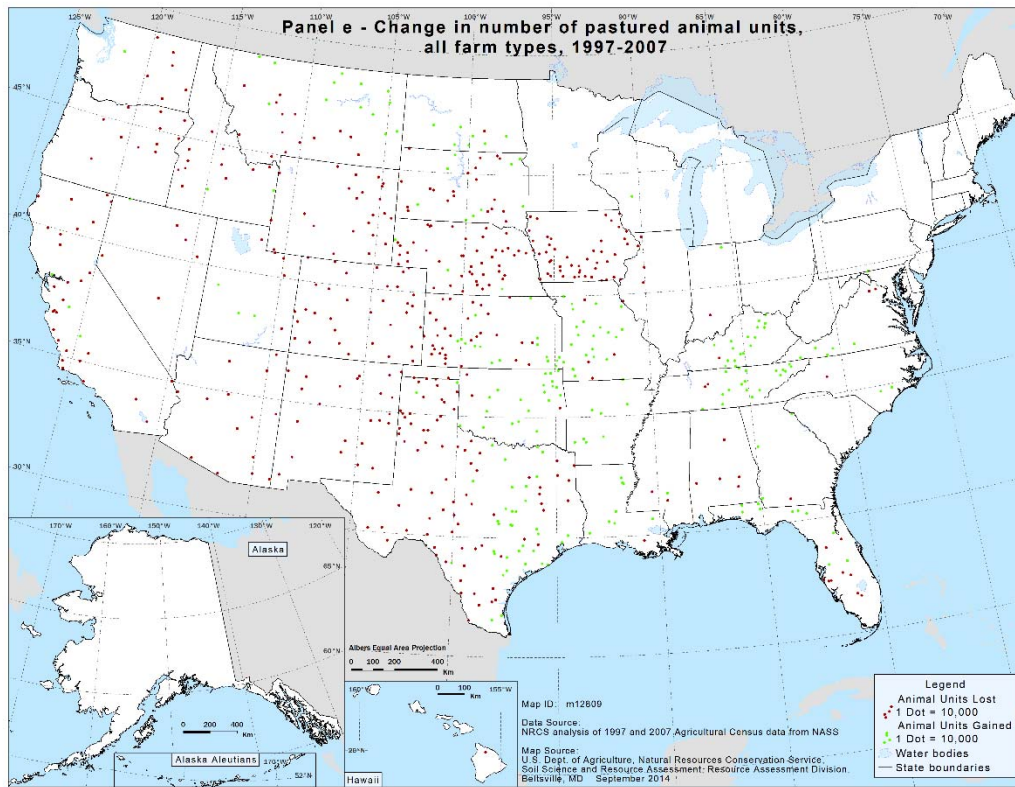 Panel e - Change in number of pastured animal units,
all farm types, 1997-2007
125°W
120°W
115°W
110°W
105°W
100°W
95°W
90°W
85°W
80°W
75°W
70°W
45°N
40°N
35°N
30°N
170°W
160°W
150°W
140°W
130°W
120°W
Alaska
65°N
60°N
0 200 400
Km
170°W
Alaska Aleutians
52°N
Albers Equal Area Projection
0 100 200 400
Km
160°W
0 100
Km
155°W
Hawaii
Map ID: m12809
Data Source:
NRCS analysis of 1997 and 2007 Agricultural Census data from NASS
Map Source:
U.S. Dept. of Agriculture, Natural Resources Conservation Service,
Soil Science and Resource Assessment, Resource Assessment Division,
Beltsville, MD September 2014
Legend
Animal Units Lost
1 Dot = 10,000
Animal Units Gained
1 Dot = 10,000
Water bodies
State boundaries